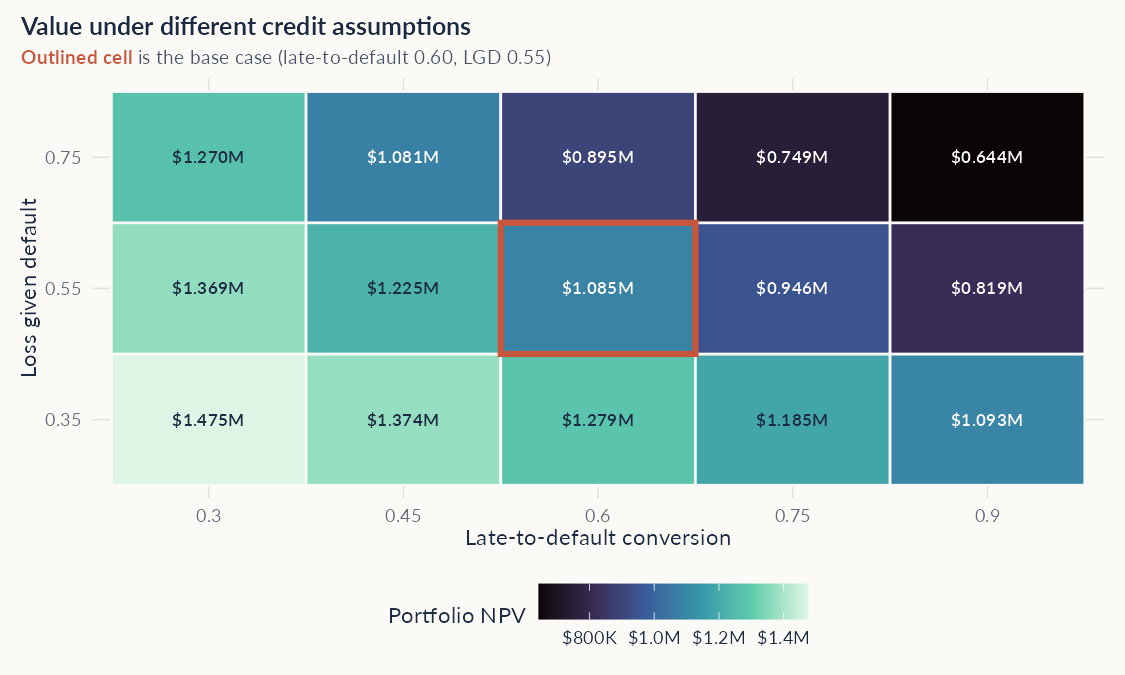 Value under different credit assumptions
Outlined cell is the base case (late-to-default 0.60, LGD 0.55)
Loss given default
0.75 $1.270M $1.081M $0.895M $0.749M $0.644M
0.55 $1.369M $1.225M $1.085M $0.946M $0.819M
0.35 $1.475M $1.374M $1.279M $1.185M $1.093M
0.3 0.45 0.6 0.75 0.9
Late-to-default conversion
Portfolio NPV
$800K $1.0M $1.2M $1.4M